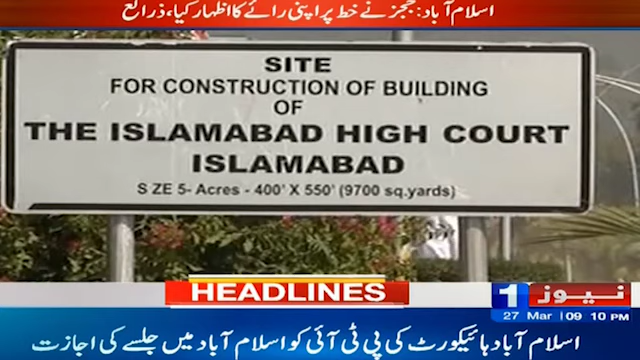 اسلام آباد: ججز نے خط پر اپنی رائے کا اظہار کیا، ذرائع
SITE
FOR CONSTRUCTION OF BUILDING
OF
THE ISLAMABAD HIGH COURT
ISLAMABAD
S ZE 5- Acres - 400' X 550' (9700 sq.yards)
HEADLINES
1 نیوز
27 Mar | 09:10 PM
اسلام آباد ہائیکورٹ کی پی ٹی آئی کو اسلام آباد میں جلسے کی اجازت